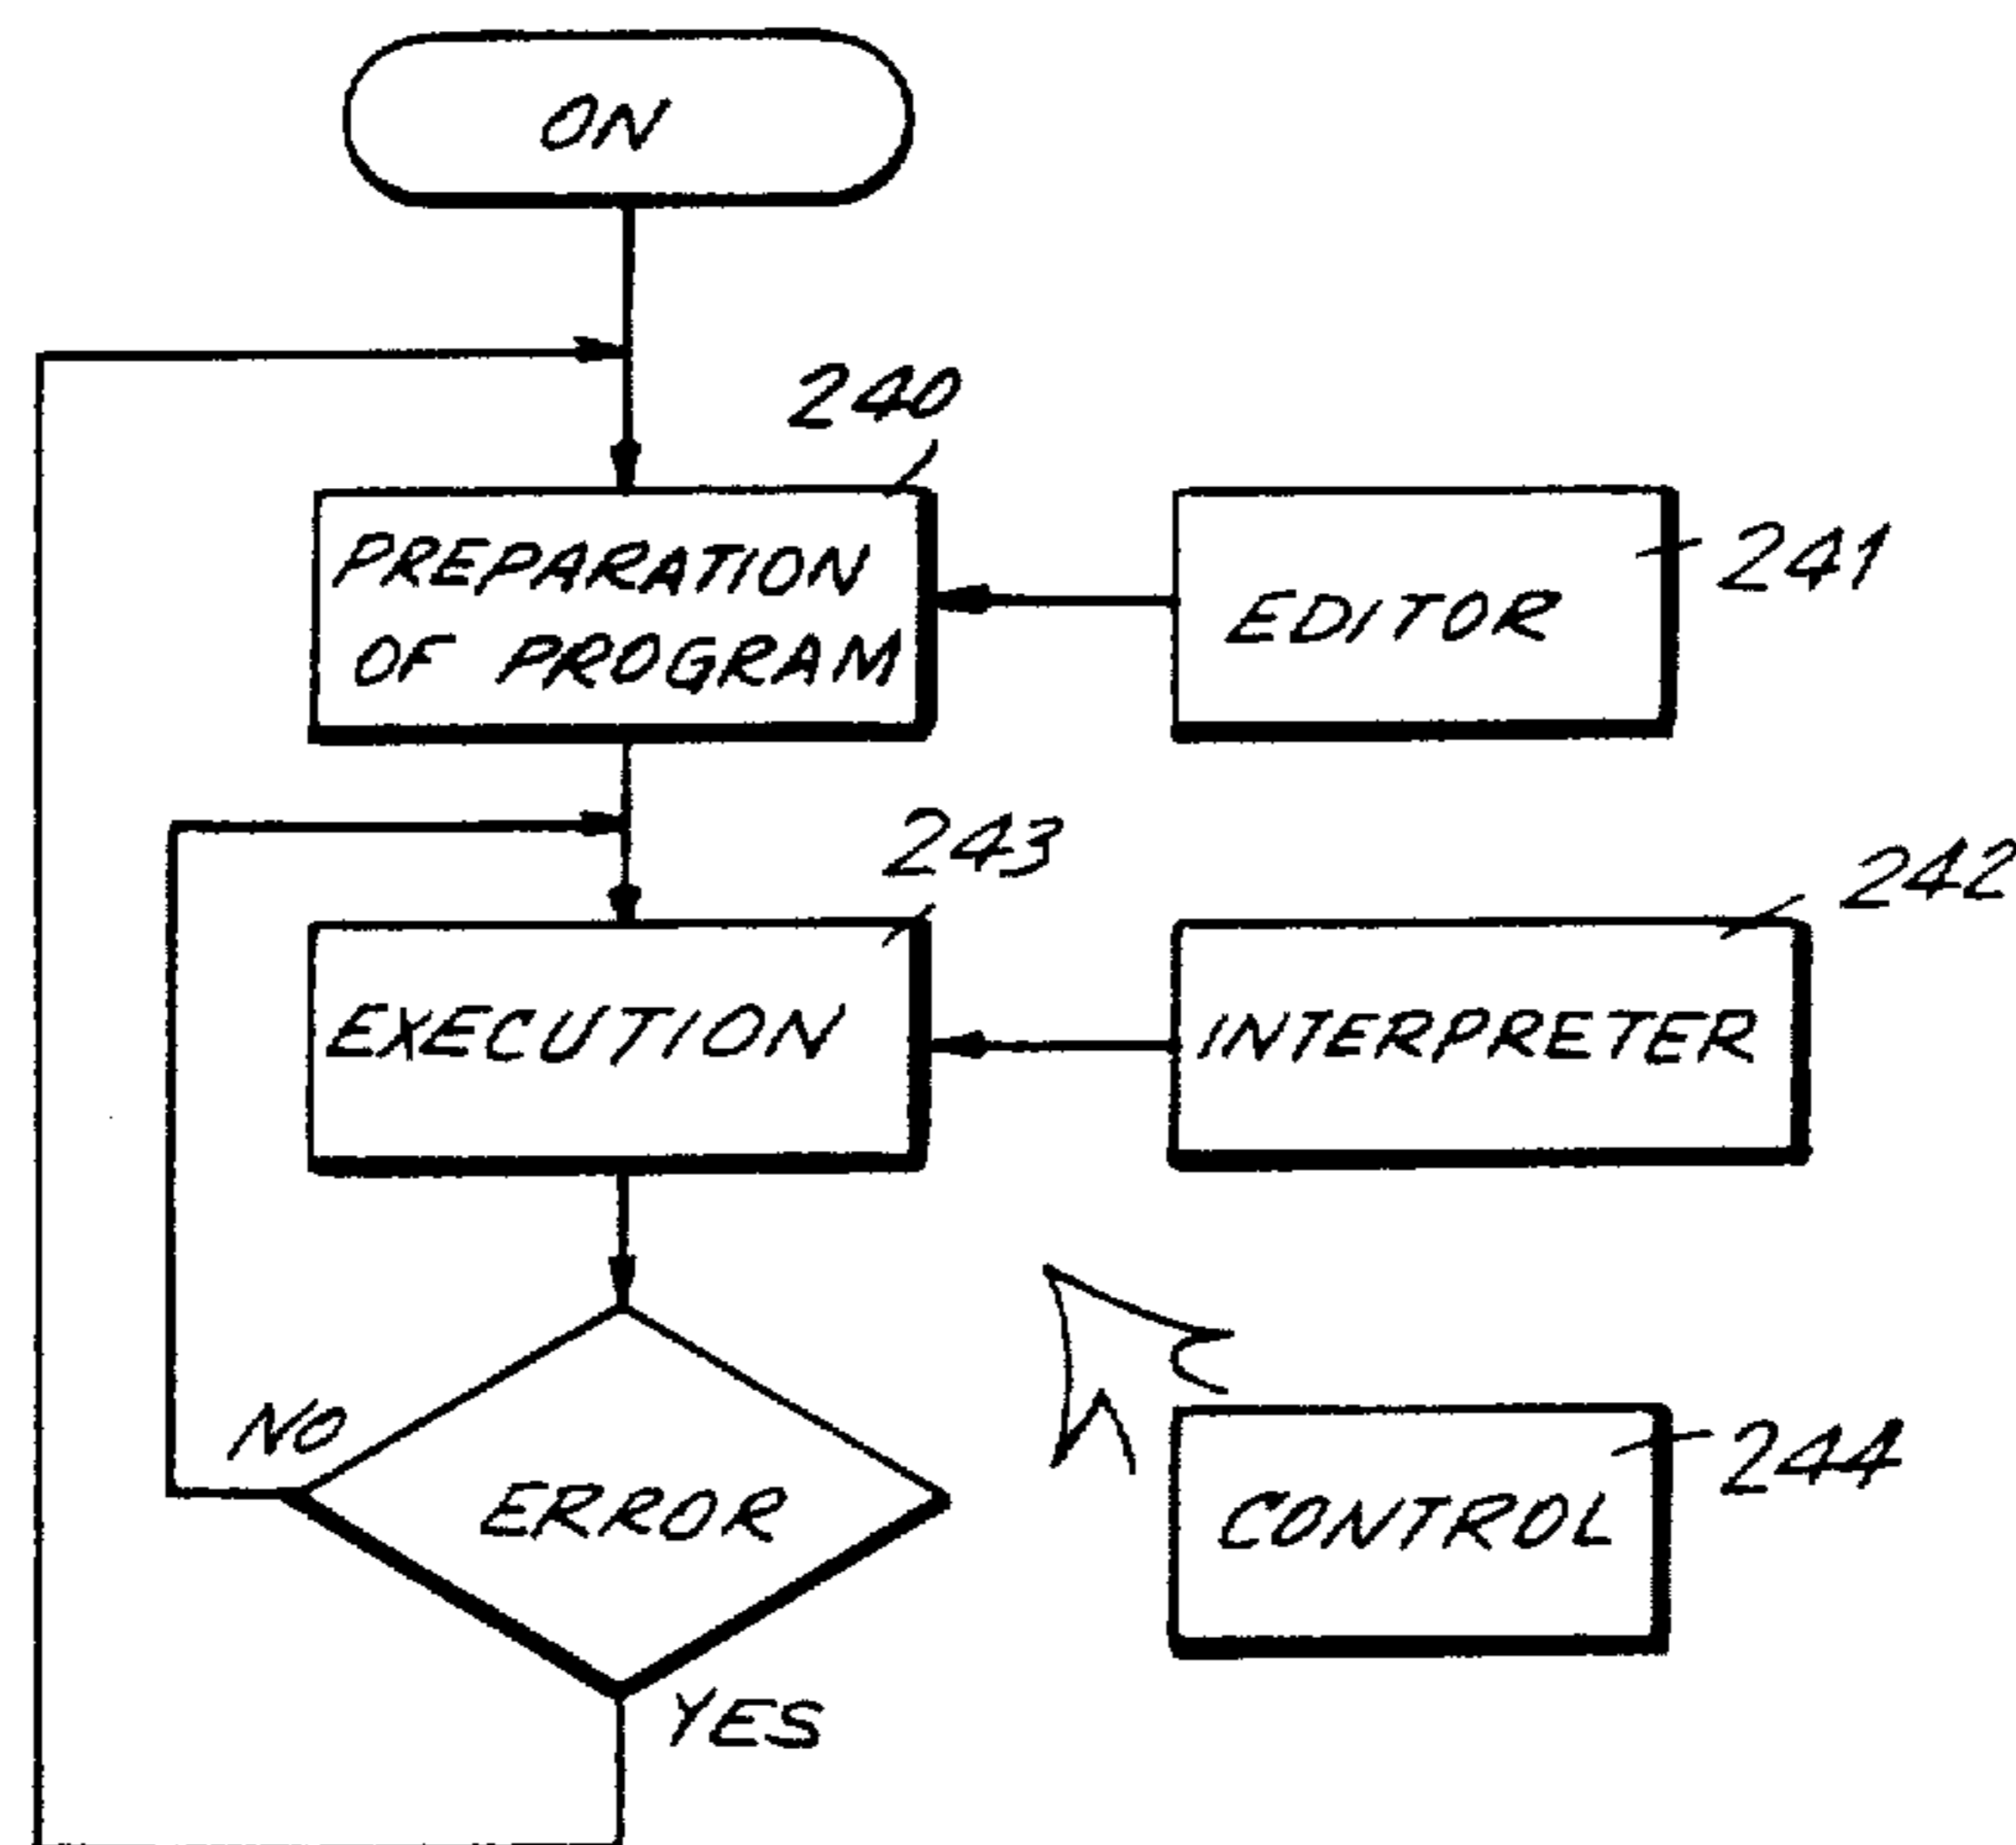 ON
240
PREPARATION
OF PROGRAM
EDITOR
241
243
EXECUTION
242
INTERPRETER
NO
ERROR
YES
CONTROL
244